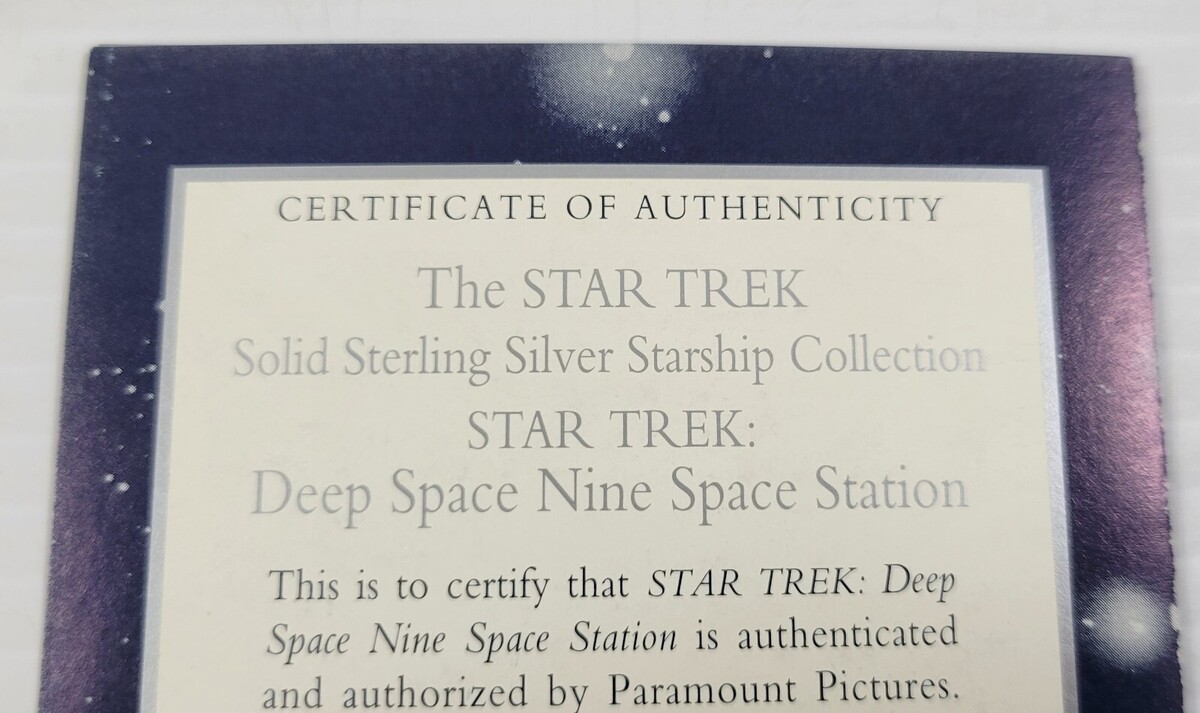 CERTIFICATE OF AUTHENTICITY
The STAR TREK
Solid Sterling Silver Starship Collection
STAR TREK:
Deep Space Nine Space Station
This is to certify that STAR TREK: Deep
Space Nine Space Station is authenticated
and authorized by Paramount Pictures.